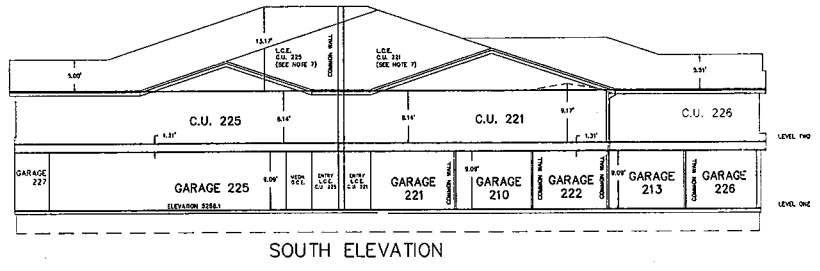 13.17'
L.C.E.
C.U. 225
(SEE NOTE 7)
COMMON WALL
L.C.E.
C.U. 221
(SEE NOTE 7)
5.00'
5.51'
C.U. 225
8.14'
8.14'
C.U. 221
9.17'
C.U. 226
1.31'
1.31'
LEVEL TWO
GARAGE
227
GARAGE 225
9.09'
MECH.
G.C.E.
ENTRY
L.C.E.
C.U. 225
ENTRY
L.C.E.
C.U. 221
GARAGE
221
COMMON WALL
9.09'
GARAGE
210
COMMON WALL
GARAGE
222
COMMON WALL
9.09'
GARAGE
213
COMMON WALL
GARAGE
226
ELEVATION 5258.1
LEVEL ONE
SOUTH ELEVATION